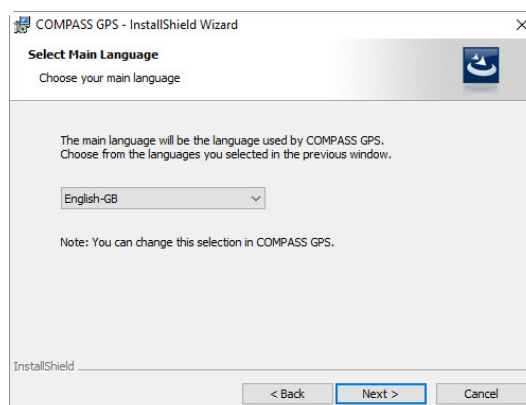 COMPASS GPS - InstallShield Wizard
Select Main Language
Choose your main language
The main language will be the language used by COMPASS GPS.
Choose from the languages you selected in the previous window.
English-GB
Note: You can change this selection in COMPASS GPS.
InstallShield
< Back Next > Cancel